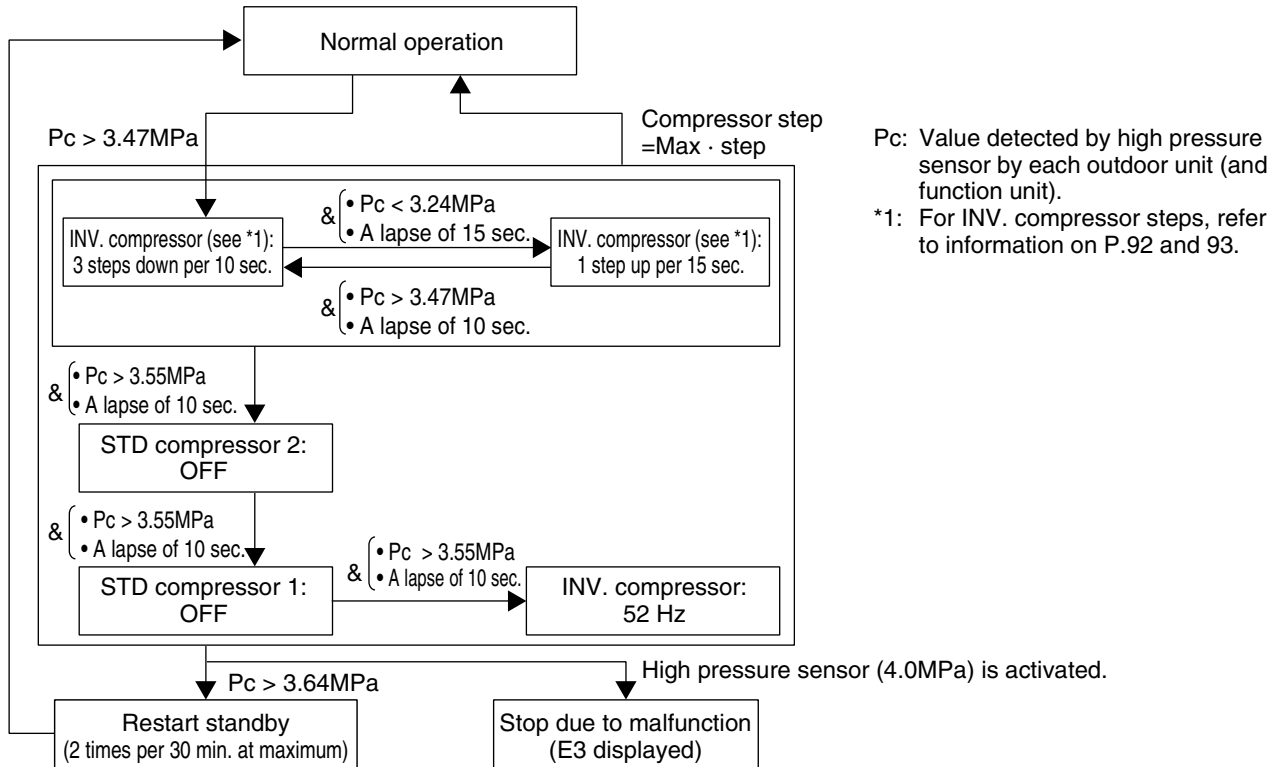 Normal operation
Pc > 3.47MPa
Compressor step
=Max · step
Pc: Value detected by high pressure
sensor by each outdoor unit (and
function unit).
*1: For INV. compressor steps, refer
to information on P.92 and 93.
INV. compressor (see *1):
3 steps down per 10 sec.
&
• Pc < 3.24MPa
• A lapse of 15 sec.
INV. compressor (see *1):
1 step up per 15 sec.
&
• Pc > 3.47MPa
• A lapse of 10 sec.
&
• Pc > 3.55MPa
• A lapse of 10 sec.
STD compressor 2:
OFF
&
• Pc > 3.55MPa
• A lapse of 10 sec.
STD compressor 1:
OFF
&
• Pc > 3.55MPa
• A lapse of 10 sec.
INV. compressor:
52 Hz
Pc > 3.64MPa
High pressure sensor (4.0MPa) is activated.
Restart standby
(2 times per 30 min. at maximum)
Stop due to malfunction
(E3 displayed)